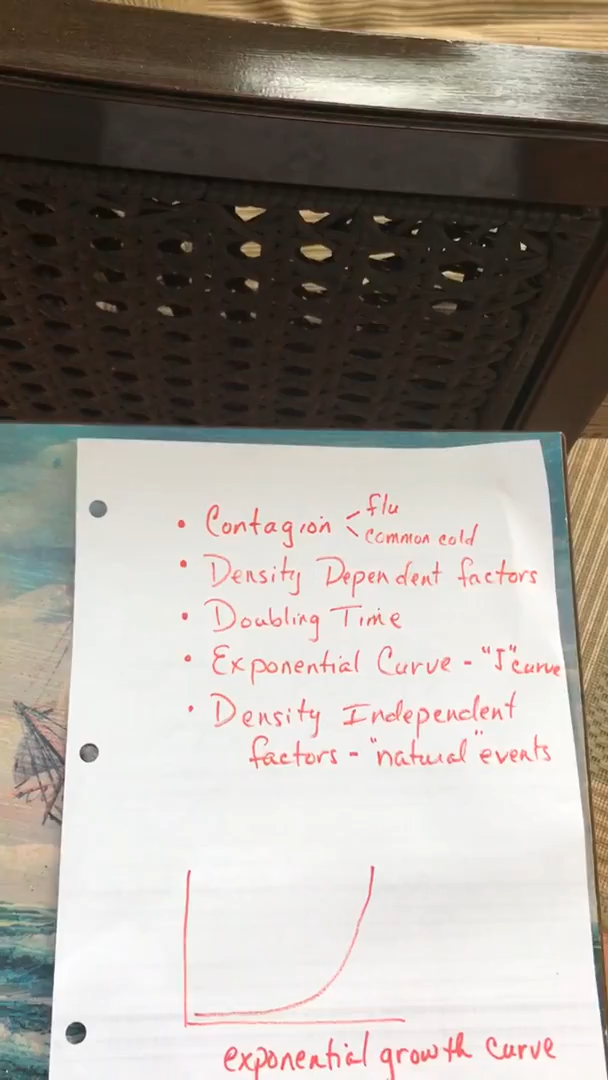 • Contagion < flu
common cold
• Density Dependent factors
• Doubling Time
• Exponential Curve - "J" curve
• Density Independent
factors - "natural" events
exponential growth curve